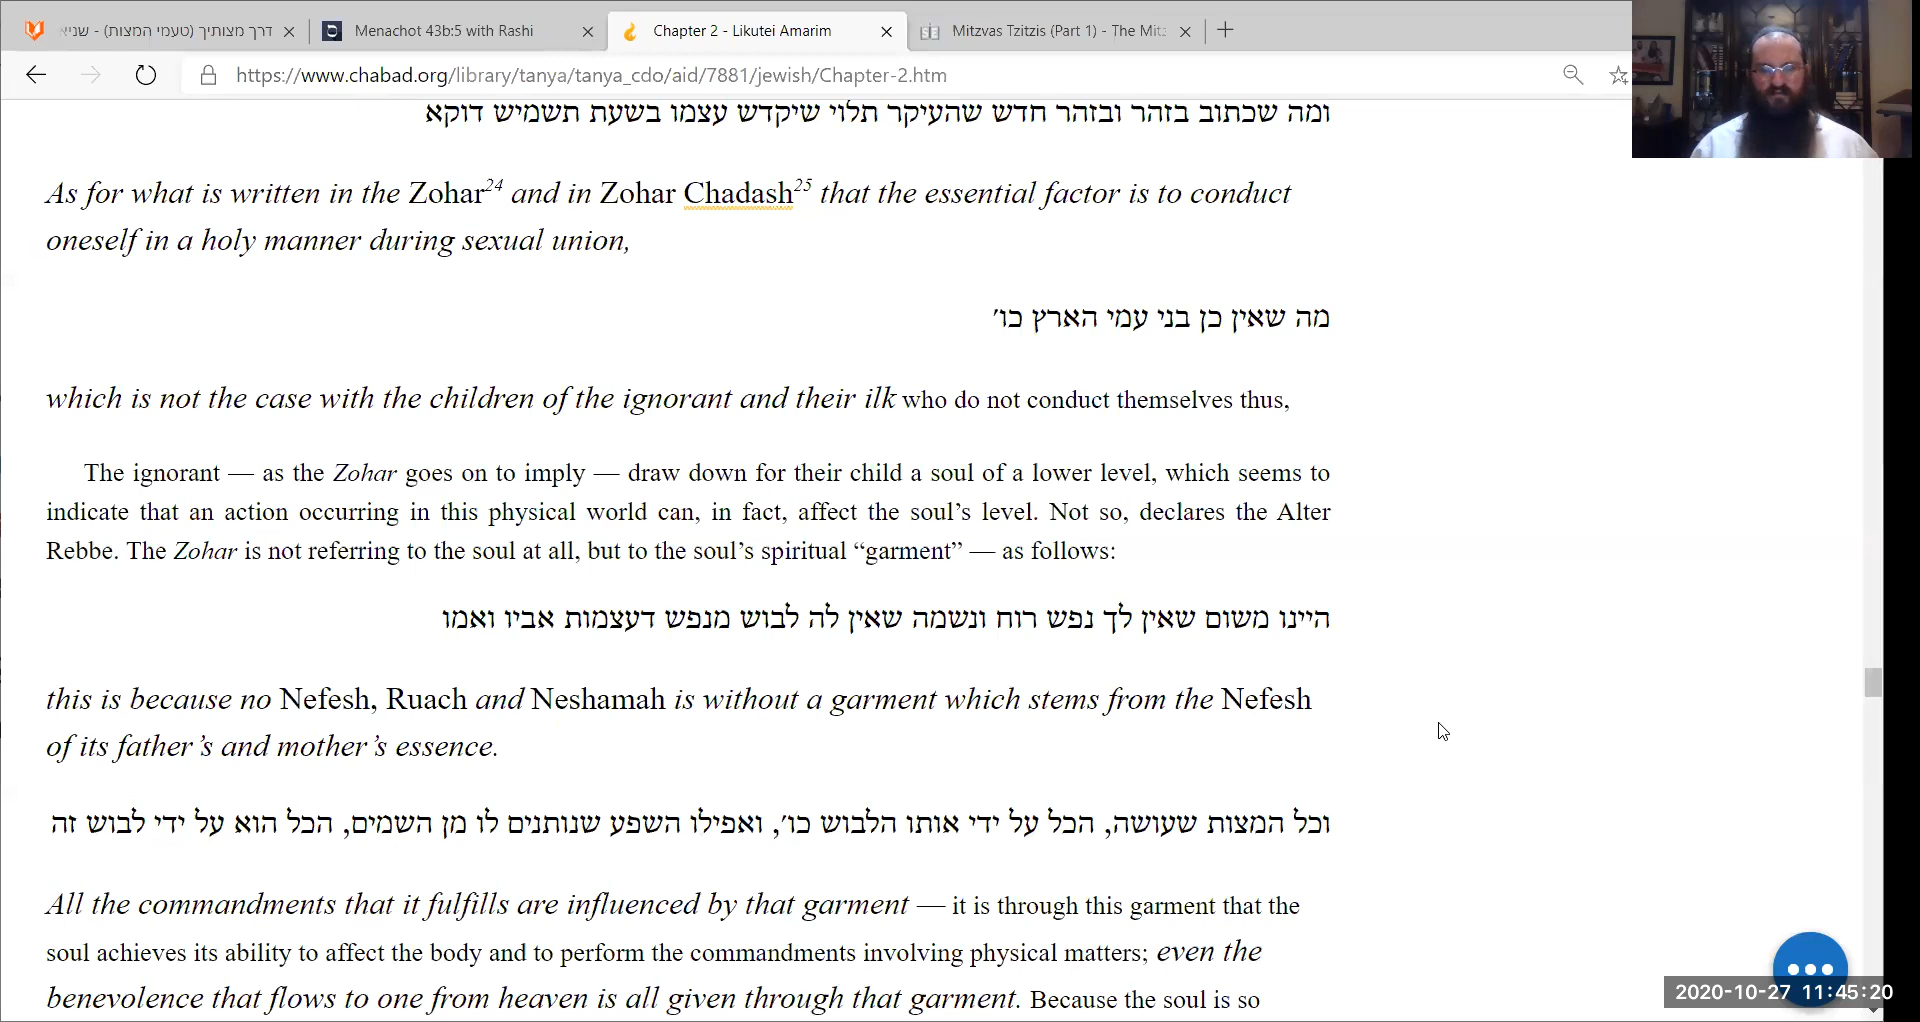 דרך מצותיך (טעמי המצות) - שניא
Menachot 43b:5 with Rashi
Chapter 2 - Likutei Amarim
Mitzvas Tzitzis (Part 1) - The Mitz
https://www.chabad.org/library/tanya/tanya_cdo/aid/7881/jewish/Chapter-2.htm
ומה שכתוב בזהר ובזהר חדש שהעיקר תלוי שיקדש עצמו בשעת תשמיש דוקא
As for what is written in the Zohar24 and in Zohar Chadash25 that the essential factor is to conduct
oneself in a holy manner during sexual union,
מה שאין כן בני עמי הארץ כו׳
which is not the case with the children of the ignorant and their ilk who do not conduct themselves thus,
The ignorant — as the Zohar goes on to imply — draw down for their child a soul of a lower level, which seems to
indicate that an action occurring in this physical world can, in fact, affect the soul’s level. Not so, declares the Alter
Rebbe. The Zohar is not referring to the soul at all, but to the soul’s spiritual “garment” — as follows:
היינו משום שאין לך נפש רוח ונשמה שאין לה לבוש מנפש דעצמות אביו ואמו
this is because no Nefesh, Ruach and Neshamah is without a garment which stems from the Nefesh
of its father’s and mother’s essence.
וכל המצות שעושה, הכל על ידי אותו הלבוש כו׳, ואפילו השפע שנותנים לו מן השמים, הכל הוא על ידי לבוש זה
All the commandments that it fulfills are influenced by that garment — it is through this garment that the
soul achieves its ability to affect the body and to perform the commandments involving physical matters; even the
benevolence that flows to one from heaven is all given through that garment. Because the soul is so
2020-10-27 11:45:20